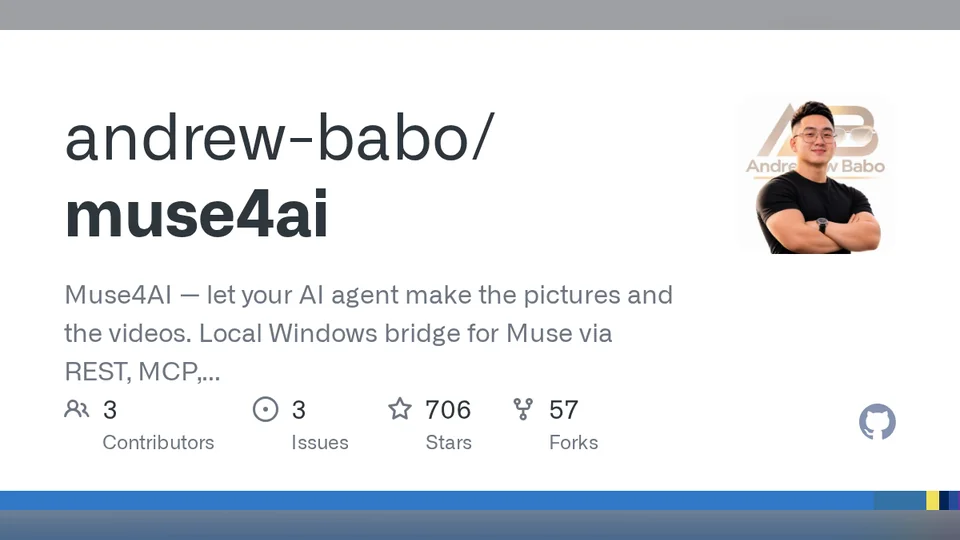 andrew-babo/
muse4ai
Muse4AI — let your AI agent make the pictures and
the videos. Local Windows bridge for Muse via
REST, MCP,...
3
Contributors
3
Issues
706
Stars
57
Forks
AB
Andrew Babo